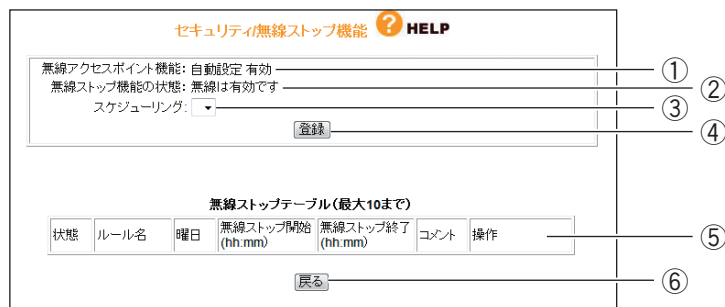 セキュリティ/無線ストップ機能 ? HELP
無線アクセスポイント機能: 自動設定 有効
①
無線ストップ機能の状態: 無線は有効です
②
スケジューリング:
③
登録
④
無線ストップテーブル(最大10まで)
状態 ルール名 曜日 無線ストップ開始(hh:mm) 無線ストップ終了(hh:mm) コメント 操作
⑤
戻る
⑥